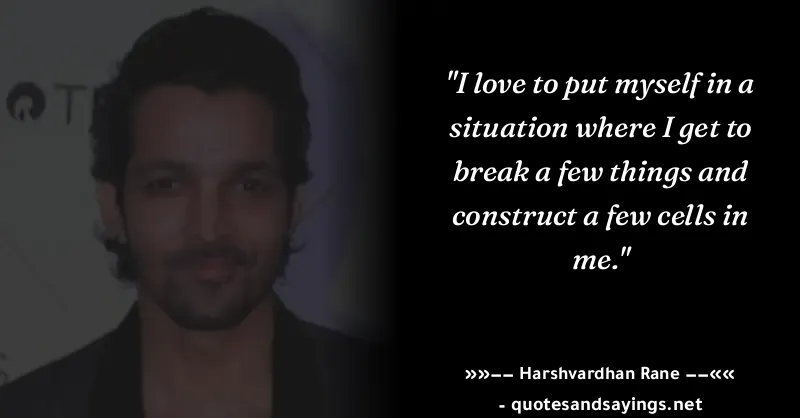 OT
"I love to put myself in a
situation where I get to
break a few things and
construct a few cells in
me."
»»–– Harshvardhan Rane ––««
- quotesandsayings.net